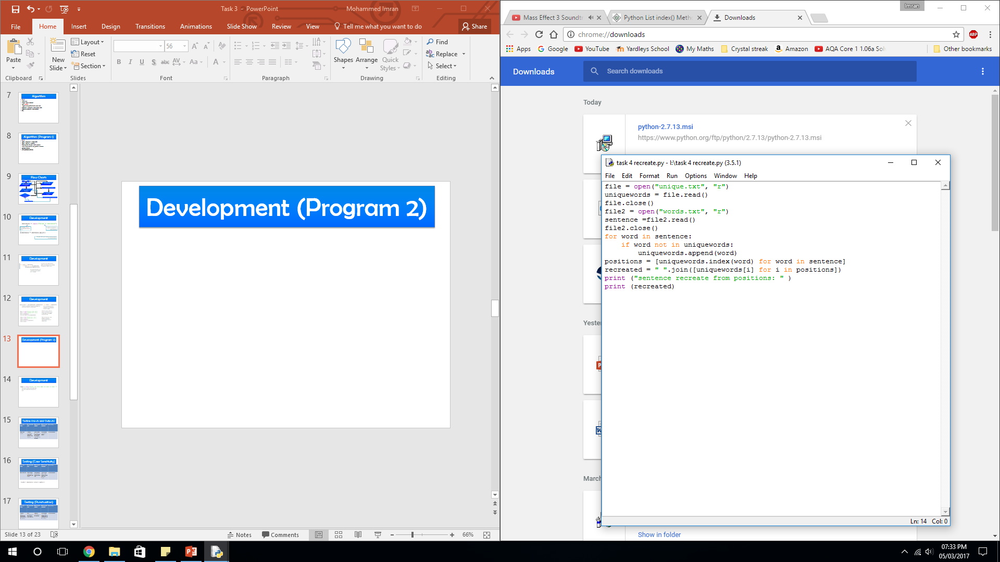 Task 3 - PowerPoint
Mohammed Imran
File
Home
Insert
Design
Transitions
Animations
Slide Show
Review
View
Tell me what you want to do
Share
Paste
New
Slide
Layout
Reset
Section
56
B I U S abc AV Aa A
Shapes
Arrange
Quick
Styles
Find
Replace
Select
Clipboard
Slides
Font
Paragraph
Drawing
Editing
7
Algorithm
8
Algorithm (Program 1)
9
Flow Charts
10
Development
11
Development
12
Development
13
Development (Program 2)
14
Development
15
Testing (Inputs and Outputs)
16
Testing (Case Sensitivity)
17
Testing (Punctuation)
Development (Program 2)
Slide 13 of 23
Notes
Comments
66%
Imran
Mass Effect 3 Soundt
Python List index() Meth
Downloads
chrome://downloads
ABP
Apps
Google
YouTube
Yardleys School
My Maths
Crystal streak
Amazon
AQA Core 1 1.06a Sol
Other bookmarks
Downloads
Search downloads
Today
python-2.7.13.msi
https://www.python.org/ftp/python/2.7.13/python-2.7.13.msi
Yester
March
Show in folder
task 4 recreate.py - I:\task 4 recreate.py (3.5.1)
File Edit Format Run Options Window Help
file = open("unique.txt", "r")
uniquewords = file.read()
file.close()
file2 = open("words.txt", "r")
sentence =file2.read()
file2.close()
for word in sentence:
    if word not in uniquewords:
        uniquewords.append(word)
positions = [uniquewords.index(word) for word in sentence]
recreated = " ".join([uniquewords[i] for i in positions])
print ("sentence recreate from positions: " )
print (recreated)
Ln: 14 Col: 0
07:33 PM
05/03/2017